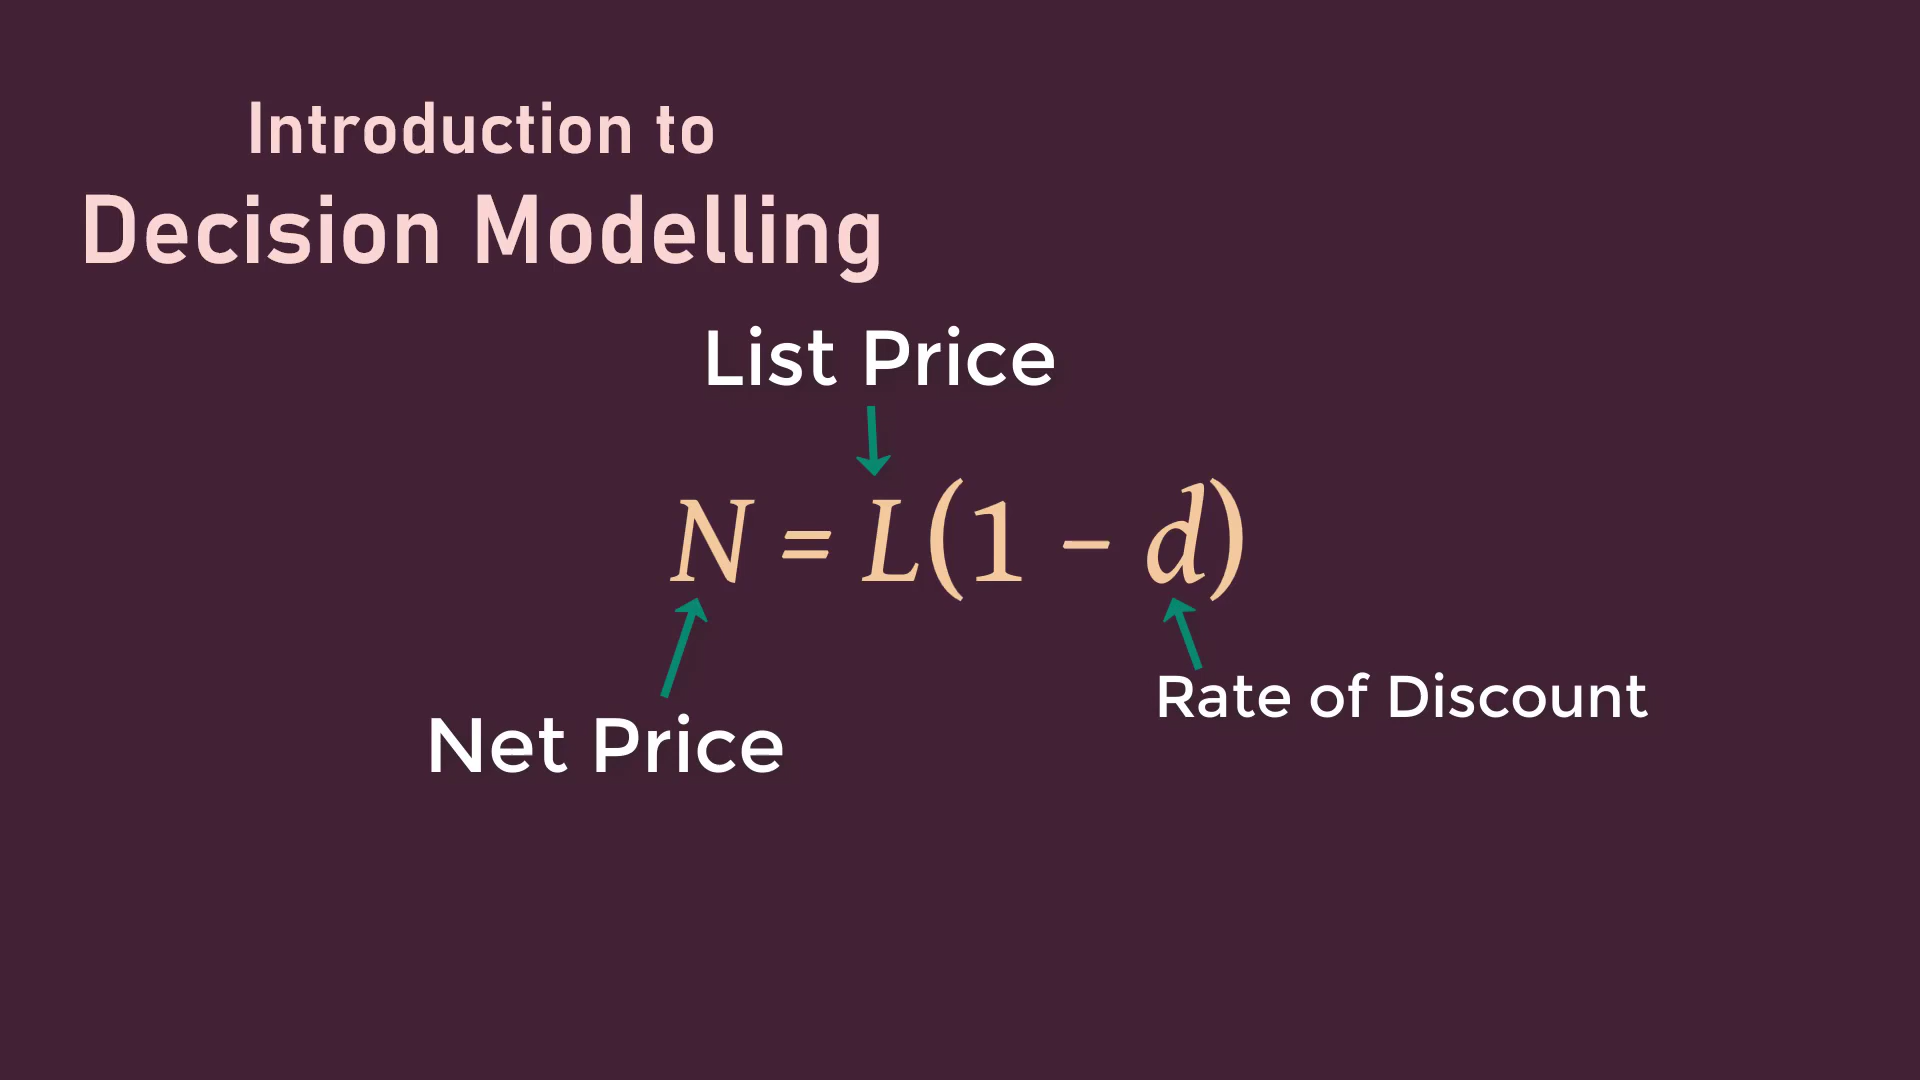 Introduction to
Decision Modelling
List Price
N = L(1 − d)
Rate of Discount
Net Price